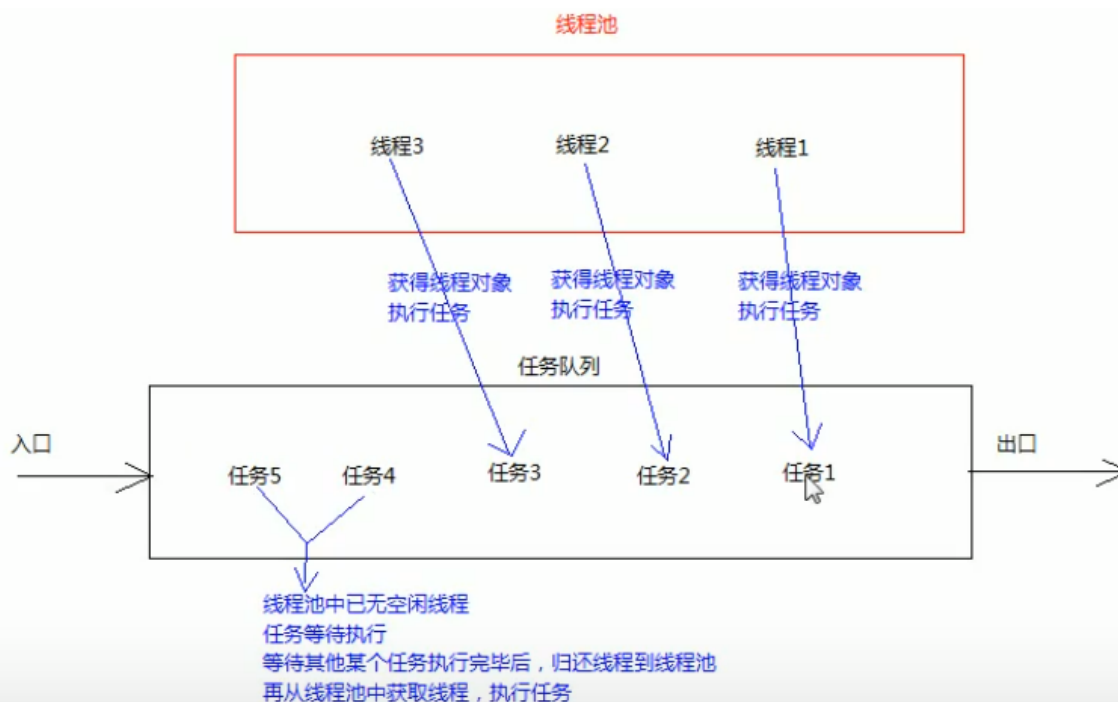 线程池
线程3
线程2
线程1
获得线程对象
执行任务
获得线程对象
执行任务
获得线程对象
执行任务
任务队列
入口
出口
任务5
任务4
任务3
任务2
任务1
线程池中已无空闲线程
任务等待执行
等待其他某个任务执行完毕后，归还线程到线程池
再从线程池中获取线程，执行任务